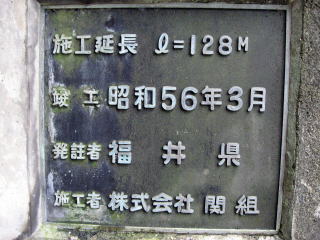 施工延長 ℓ=128M
竣工 昭和56年3月
発註者 福井県
施工者 株式会社 関組